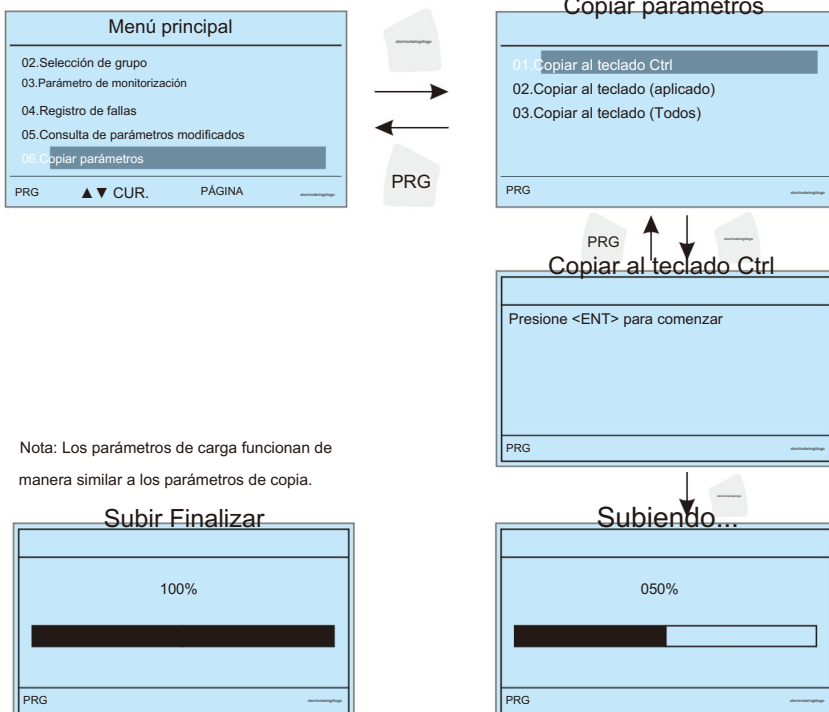 Menú principal
02.Selección de grupo
03.Parámetro de monitorización
04.Registro de fallas
05.Consulta de parámetros modificados
06.Copiar parámetros
PRG ▲▼ CUR. PÁGINA
PRG
Copiar parámetros
01.Copiar al teclado Ctrl
02.Copiar al teclado (aplicado)
03.Copiar al teclado (Todos)
PRG
PRG
Copiar al teclado Ctrl
Presione <ENT> para comenzar
PRG
Nota: Los parámetros de carga funcionan de
manera similar a los parámetros de copia.
Subir Finalizar
100%
PRG
Subiendo...
050%
PRG